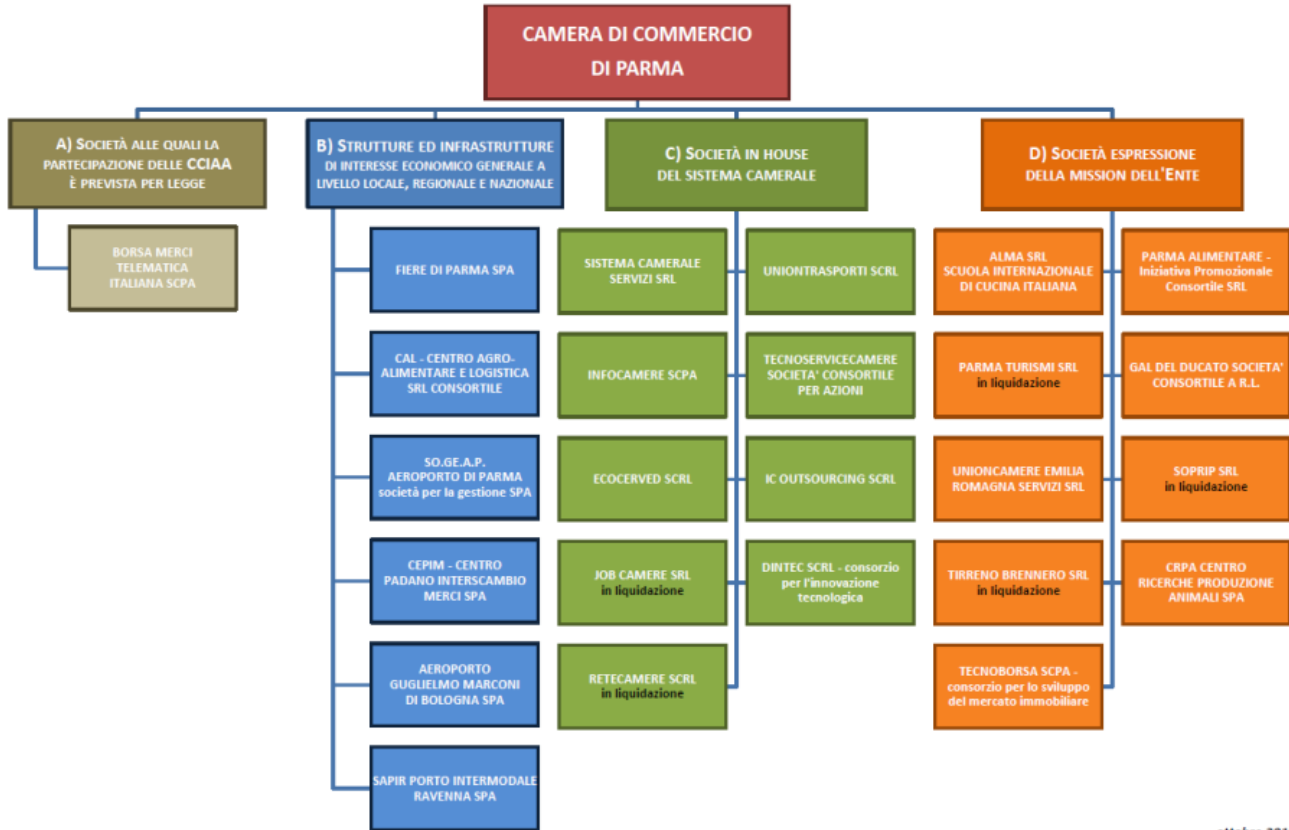 CAMERA DI COMMERCIO
DI PARMA
A) SOCIETÀ ALLE QUALI LA
PARTECIPAZIONE DELLE CCIAA
È PREVISTA PER LEGGE
BORSA MERCI
TELEMATICA
ITALIANA SCPA
B) STRUTTURE ED INFRASTRUTTURE
DI INTERESSE ECONOMICO GENERALE A
LIVELLO LOCALE, REGIONALE E NAZIONALE
FIERE DI PARMA SPA
CAL - CENTRO AGRO-
ALIMENTARE E LOGISTICA
SRL CONSORTILE
SO.GE.A.P.
AEROPORTO DI PARMA
società per la gestione SPA
CEPIM - CENTRO
PADANO INTERSCAMBIO
MERCI SPA
AEROPORTO
GUGLIELMO MARCONI
DI BOLOGNA SPA
SAPIR PORTO INTERMODALE
RAVENNA SPA
C) SOCIETÀ IN HOUSE
DEL SISTEMA CAMERALE
SISTEMA CAMERALE
SERVIZI SRL
UNIONTRASPORTI SCRL
INFOCAMERE SCPA
TECNOSERVICECAMERE
SOCIETA' CONSORTILE
PER AZIONI
ECOCERVED SCRL
IC OUTSOURCING SCRL
JOB CAMERE SRL
in liquidazione
DINTEC SCRL - consorzio
per l'innovazione
tecnologica
RETECAMERE SCRL
in liquidazione
D) SOCIETÀ ESPRESSIONE
DELLA MISSION DELL'ENTE
ALMA SRL
SCUOLA INTERNAZIONALE
DI CUCINA ITALIANA
PARMA ALIMENTARE -
Iniziativa Promozionale
Consortile SRL
PARMA TURISMI SRL
in liquidazione
GAL DEL DUCATO SOCIETA'
CONSORTILE A R.L.
UNIONCAMERE EMILIA
ROMAGNA SERVIZI SRL
SOPRIP SRL
in liquidazione
TIRRENO BRENNERO SRL
in liquidazione
CRPA CENTRO
RICERCHE PRODUZIONE
ANIMALI SPA
TECNOBORSA SCPA -
consorzio per lo sviluppo
del mercato immobiliare